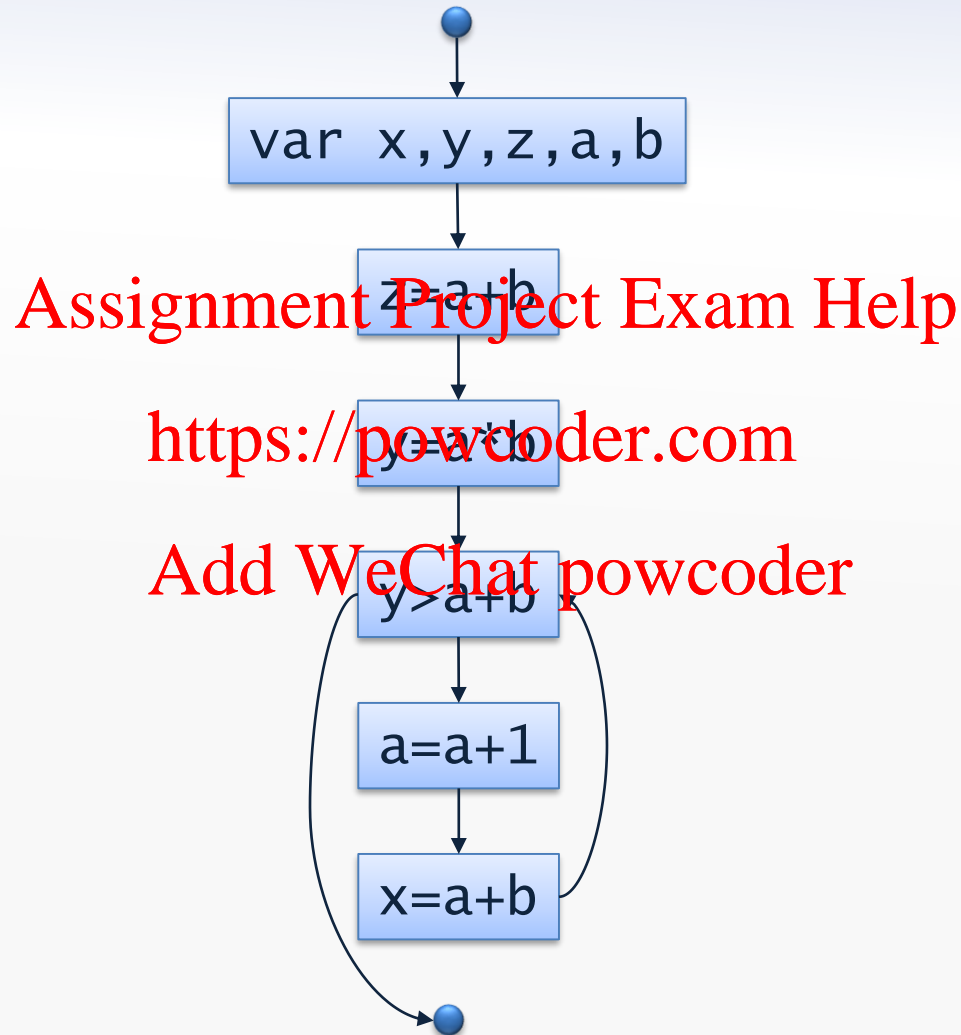 var x,y,z,a,b
z=a+b
Assignment Project Exam Help
y=a*b
https://powcoder.com
Add WeChat powcoder
y>a+b
a=a+1
x=a+b